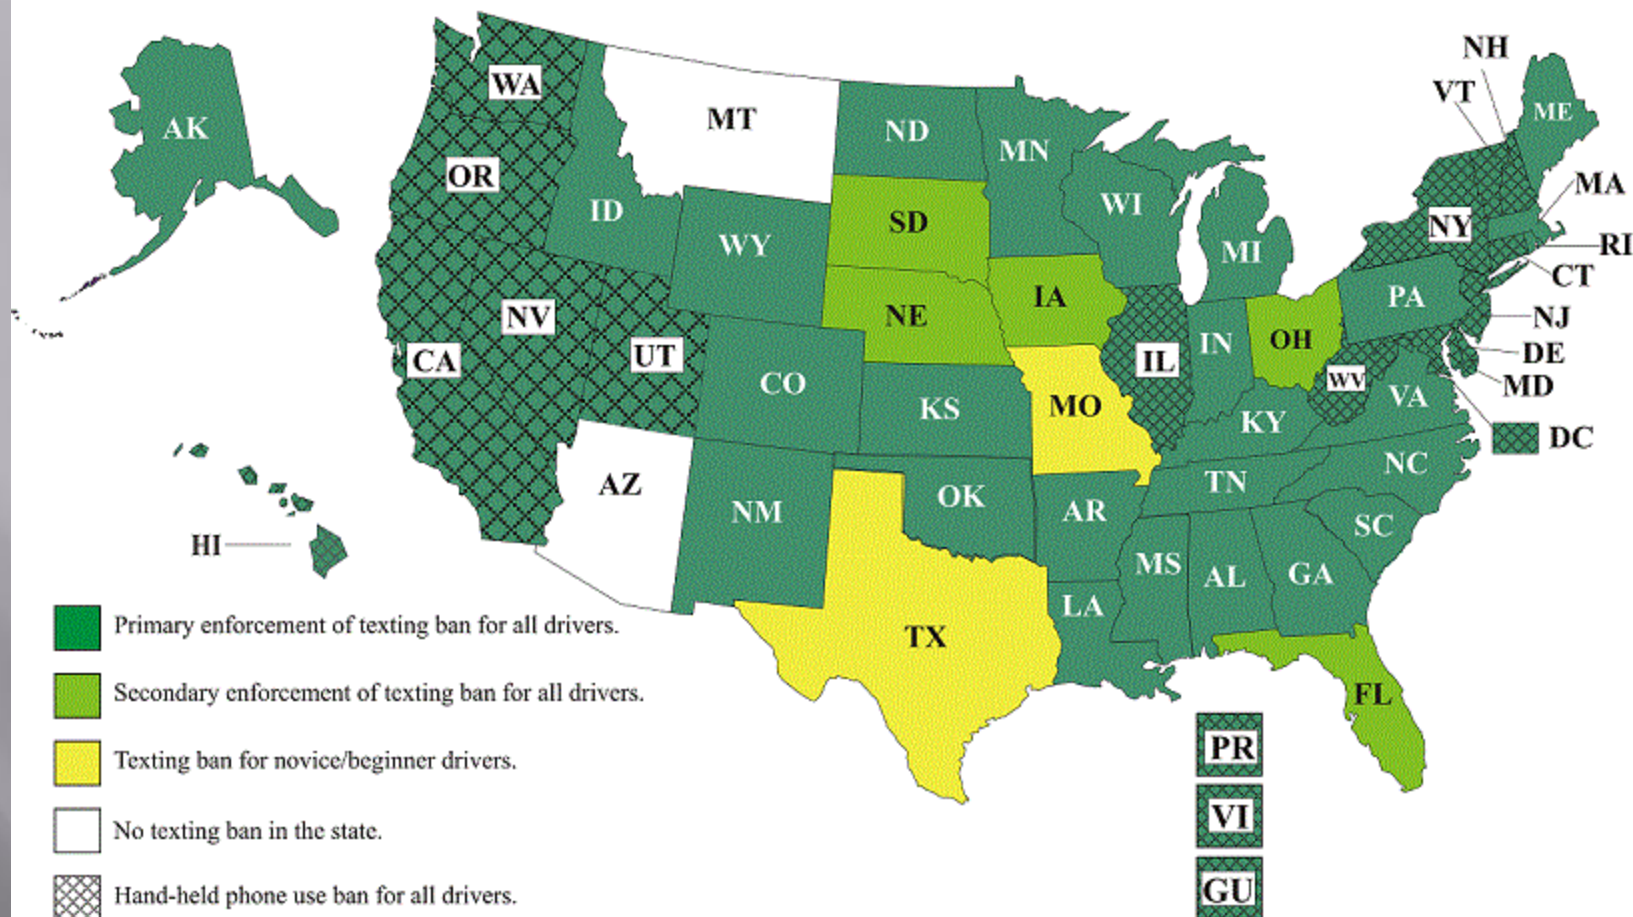 NH
VT
WA
MT
ME
AK
ND
MN
OR
MA
ID
WI
SD
NY
WY
MI
RI
CT
IA
PA
NE
NV
NJ
OH
IN
DE
UT
CA
IL
WV
MD
CO
MO
VA
KS
KY
DC
NC
TN
AZ
OK
NM
AR
SC
HI
MS
AL
GA
LA
TX
FL
PR
VI
GU
Primary enforcement of texting ban for all drivers.
Secondary enforcement of texting ban for all drivers.
Texting ban for novice/beginner drivers.
No texting ban in the state.
Hand-held phone use ban for all drivers.